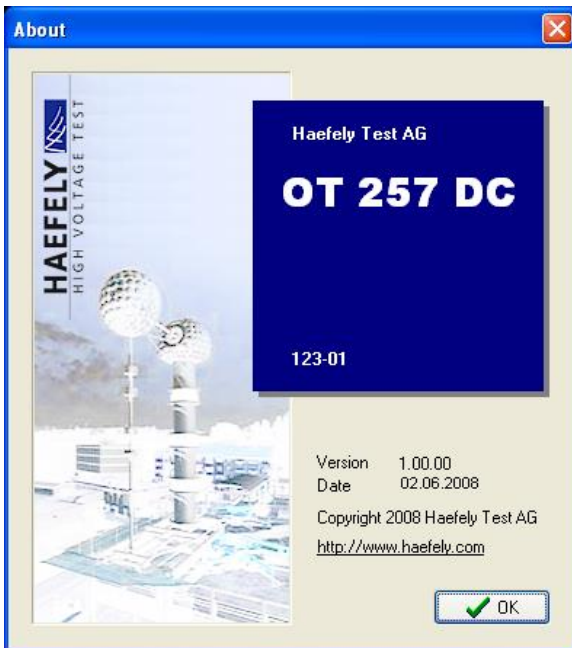 About
HAEFELY
HIGH VOLTAGE TEST
Haefely Test AG
OT 257 DC
123-01
Version 1.00.00
Date 02.06.2008
Copyright 2008 Haefely Test AG
http://www.haefely.com
OK